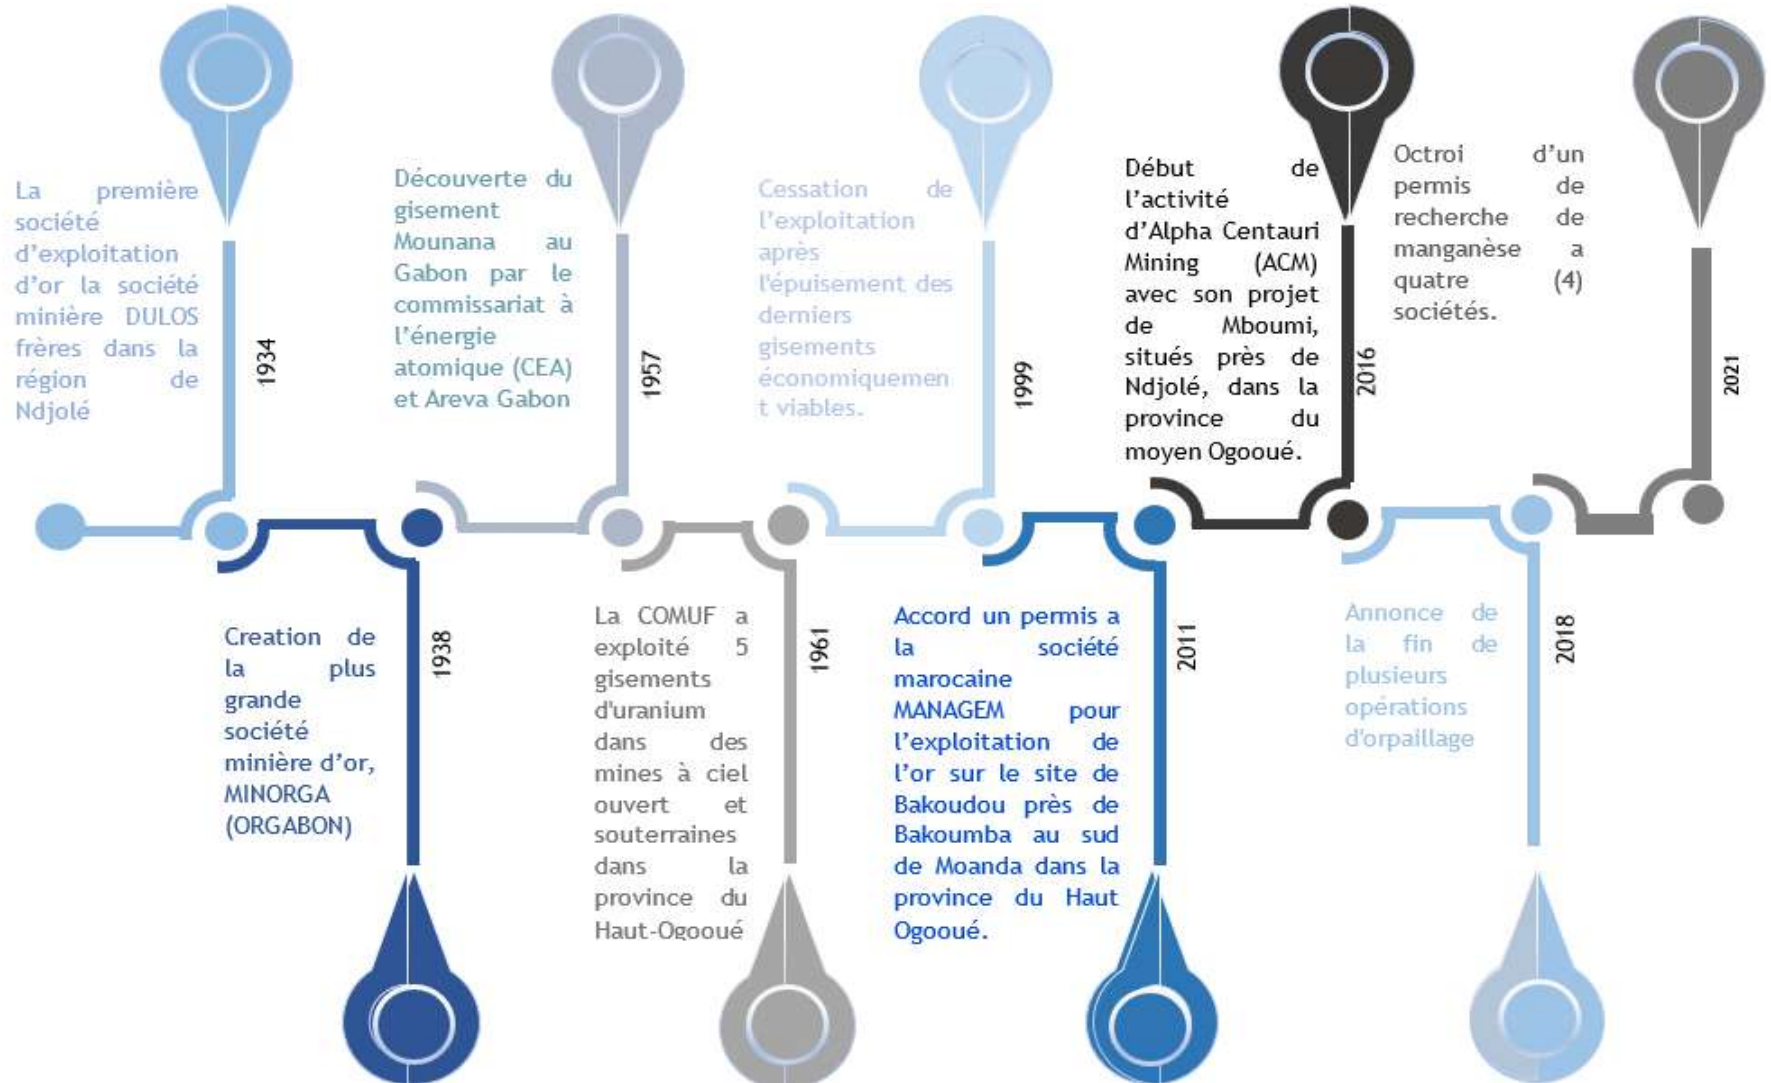 La première
société
d’exploitation
d’or la société
minière DULOS
frères dans la
région de
Ndjolé
1934
Creation de
la plus
grande
société
minière d’or,
MINORGA
(ORGABON)
1938
Découverte du
gisement
Mounana au
Gabon par le
commissariat à
l’énergie
atomique (CEA)
et Areva Gabon
1957
La COMUF a
exploité 5
gisements
d'uranium
dans des
mines à ciel
ouvert et
souterraines
dans la
province du
Haut-Ogooué
1961
Cessation de
l’exploitation
après
l'épuisement des
derniers
gisements
économiquemen
t viables.
1999
Accord un permis a
la société
marocaine
MANAGEM pour
l’exploitation de
l’or sur le site de
Bakoudou près de
Bakoumba au sud
de Moanda dans la
province du Haut
Ogooué.
2011
Début de
l’activité
d’Alpha Centauri
Mining (ACM)
avec son projet
de Mboumi,
situés près de
Ndjolé, dans la
province du
moyen Ogooué.
2016
Annonce de
la fin de
plusieurs
opérations
d'orpaillage
2018
Octroi d’un
permis de
recherche de
manganèse a
quatre (4)
sociétés.
2021